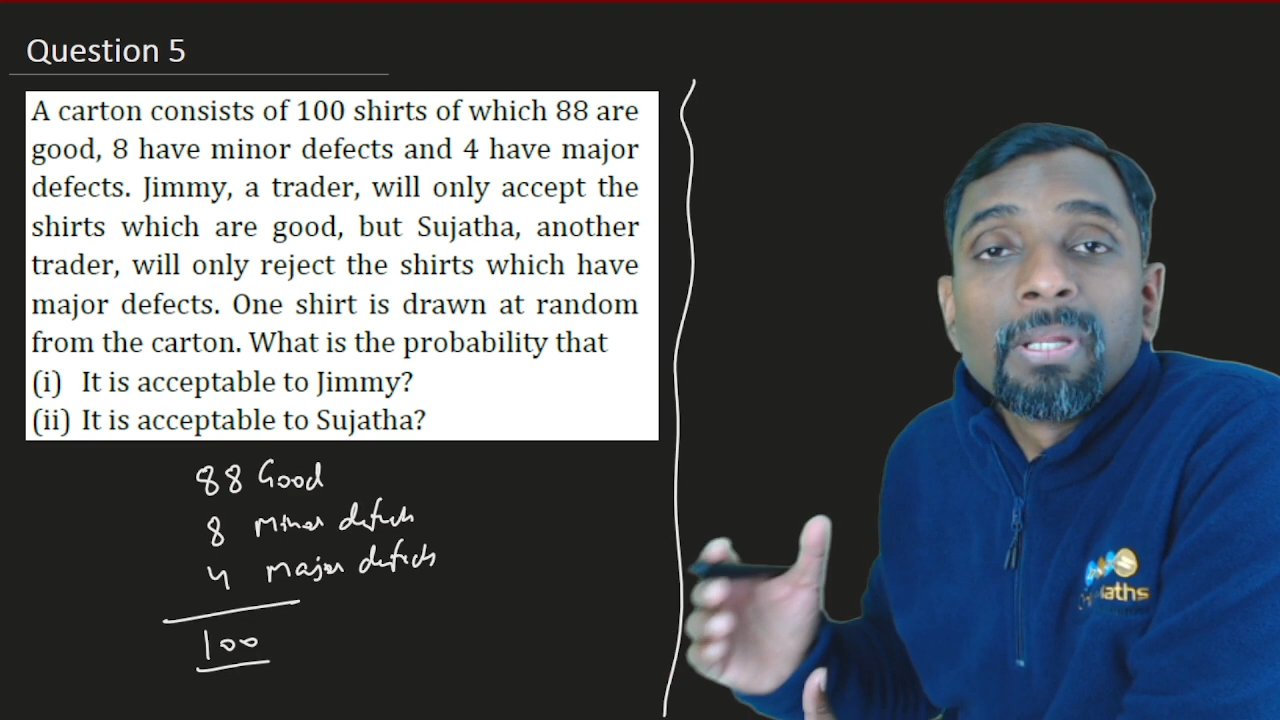 Question 5
A carton consists of 100 shirts of which 88 are
good, 8 have minor defects and 4 have major
defects. Jimmy, a trader, will only accept the
shirts which are good, but Sujatha, another
trader, will only reject the shirts which have
major defects. One shirt is drawn at random
from the carton. What is the probability that
(i) It is acceptable to Jimmy?
(ii) It is acceptable to Sujatha?
88 Good
8 Minor defects
4 Major defects
100